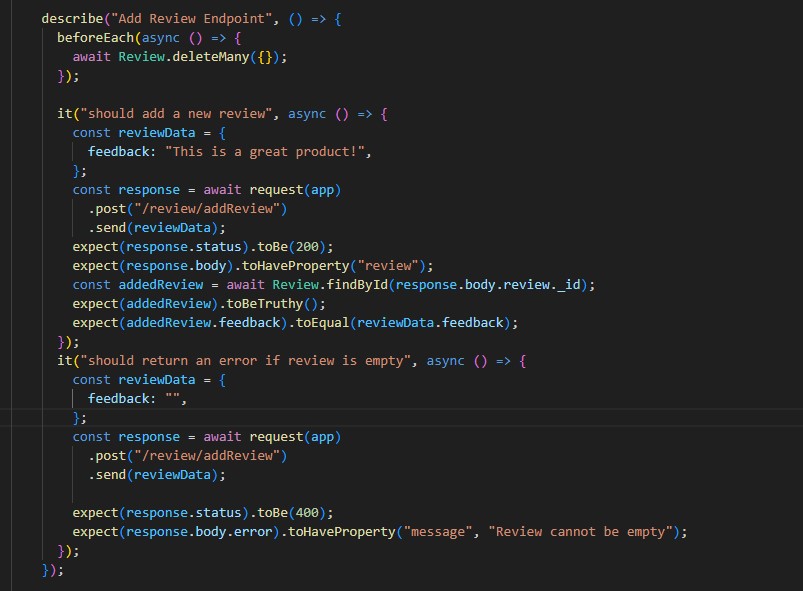 describe("Add Review Endpoint", () => {
  beforeEach(async () => {
    await Review.deleteMany({});
  });

  it("should add a new review", async () => {
    const reviewData = {
      feedback: "This is a great product!",
    };
    const response = await request(app)
      .post("/review/addReview")
      .send(reviewData);
    expect(response.status).toBe(200);
    expect(response.body).toHaveProperty("review");
    const addedReview = await Review.findById(response.body.review._id);
    expect(addedReview).toBeTruthy();
    expect(addedReview.feedback).toEqual(reviewData.feedback);
  });
  it("should return an error if review is empty", async () => {
    const reviewData = {
      feedback: "",
    };
    const response = await request(app)
      .post("/review/addReview")
      .send(reviewData);

    expect(response.status).toBe(400);
    expect(response.body.error).toHaveProperty("message", "Review cannot be empty");
  });
});